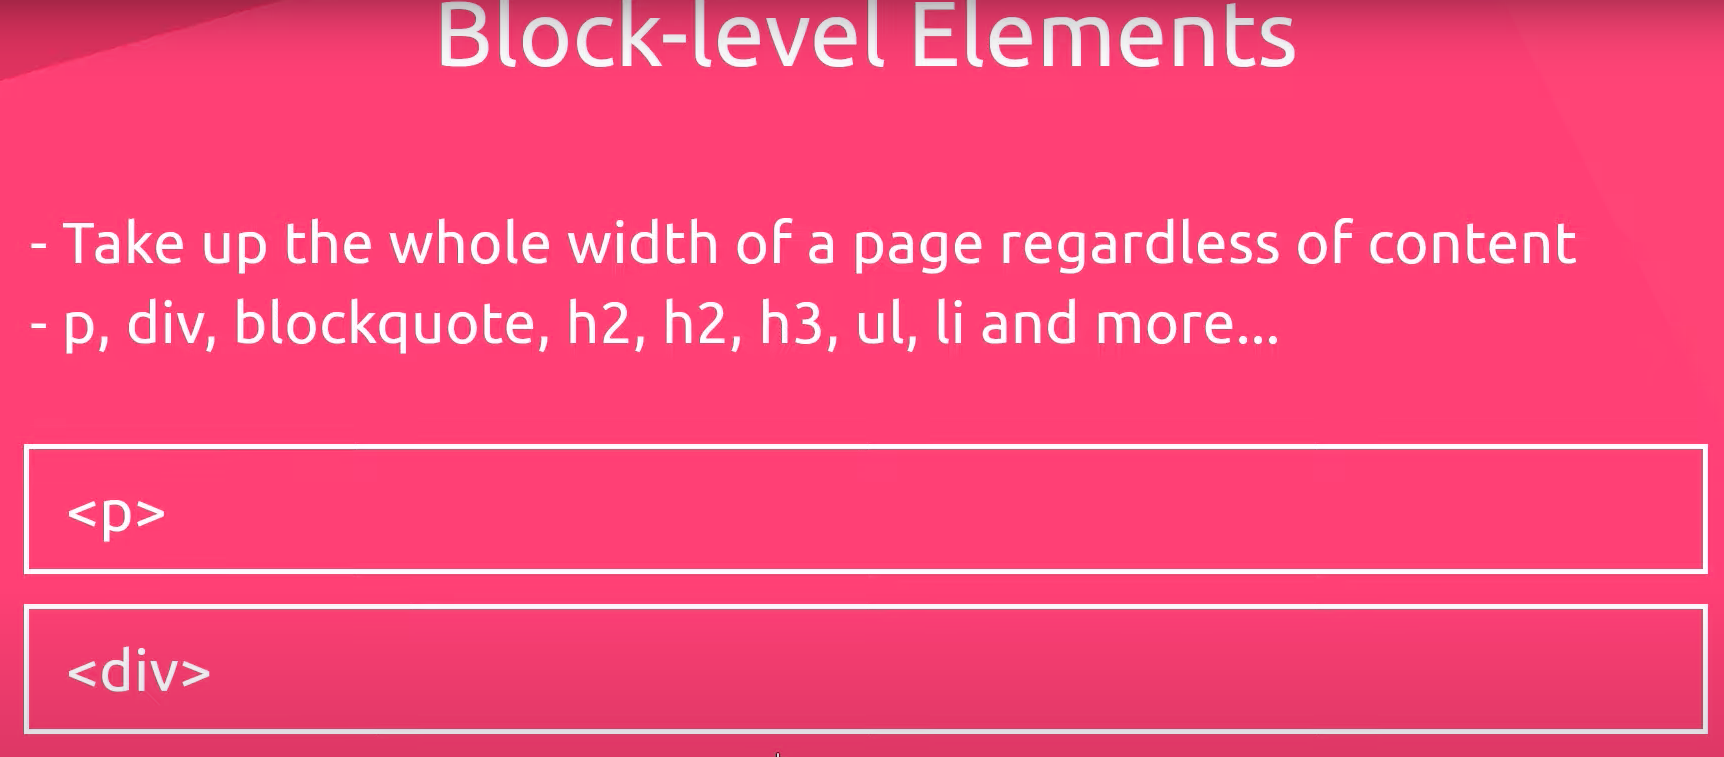 Block-level Elements
- Take up the whole width of a page regardless of content
- p, div, blockquote, h2, h2, h3, ul, li and more...
<p>
<div>